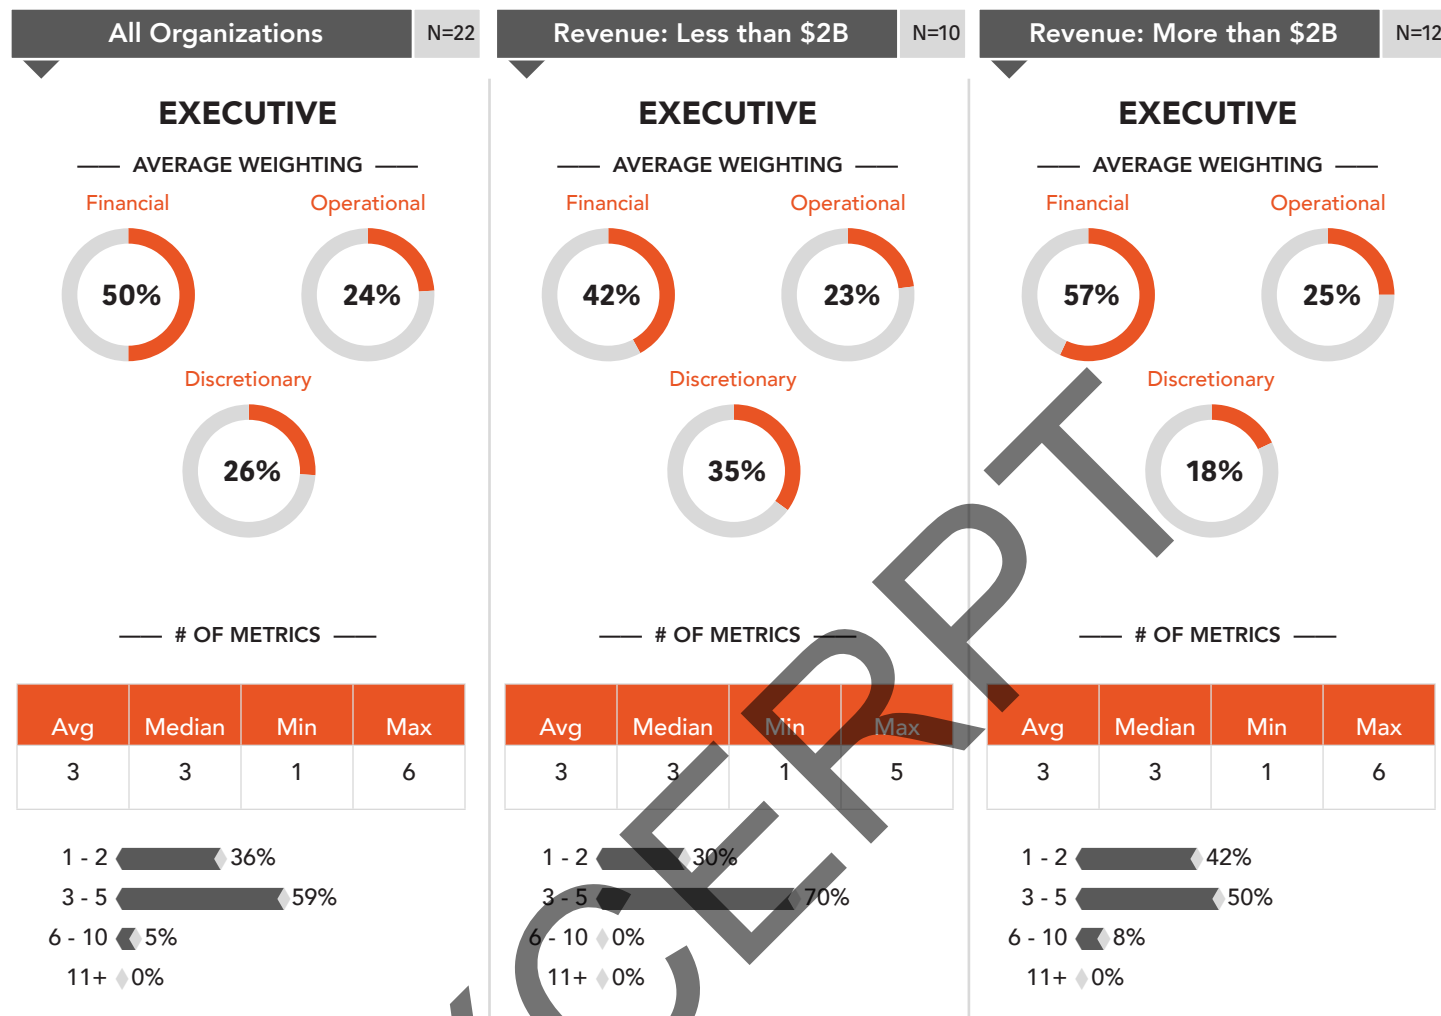 All Organizations N=22
EXECUTIVE
AVERAGE WEIGHTING
Financial Operational
50% 24%
Discretionary
26%
# OF METRICS
Avg Median Min Max
3 3 1 6
1 - 2 36%
3 - 5 59%
6 - 10 5%
11+ 0%
Revenue: Less than $2B N=10
EXECUTIVE
AVERAGE WEIGHTING
Financial Operational
42% 23%
Discretionary
35%
# OF METRICS
Avg Median Min Max
3 3 1 5
1 - 2 30%
3 - 5 70%
6 - 10 0%
11+ 0%
Revenue: More than $2B N=12
EXECUTIVE
AVERAGE WEIGHTING
Financial Operational
57% 25%
Discretionary
18%
# OF METRICS
Avg Median Min Max
3 3 1 6
1 - 2 42%
3 - 5 50%
6 - 10 8%
11+ 0%
CERPT